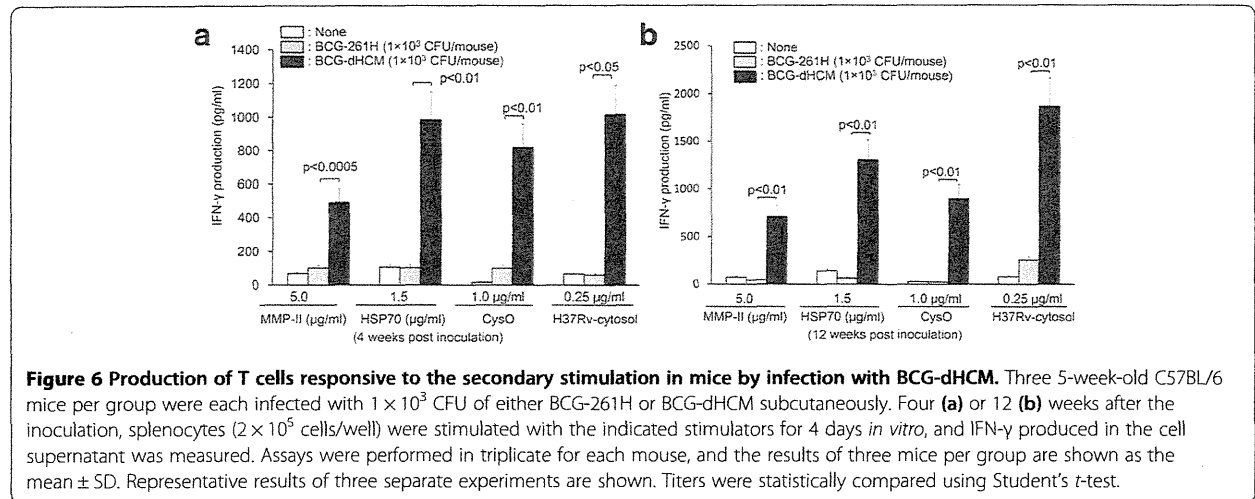 a
1400
1200
1000
800
600
400
200
0
IFN-γ production (pg/ml)
: None
: BCG-261H (1×10³ CFU/mouse)
: BCG-dHCM (1×10³ CFU/mouse)
p<0.0005
p<0.01
p<0.01
p<0.05
5.0 1.5 1.0 µg/ml 0.25 µg/ml
MMP-II (µg/ml) HSP70 (µg/ml) CysO H37Rv-cytosol
(4 weeks post inoculation)
b
2500
2000
1500
1000
500
0
IFN-γ production (pg/ml)
: None
: BCG-261H (1×10³ CFU/mouse)
: BCG-dHCM (1×10³ CFU/mouse)
p<0.01
p<0.01
p<0.01
p<0.01
5.0 1.5 1.0 µg/ml 0.25 µg/ml
MMP-II (µg/ml) HSP70 (µg/ml) CysO H37Rv-cytosol
(12 weeks post inoculation)
Figure 6 Production of T cells responsive to the secondary stimulation in mice by infection with BCG-dHCM. Three 5-week-old C57BL/6
mice per group were each infected with 1 × 10³ CFU of either BCG-261H or BCG-dHCM subcutaneously. Four (a) or 12 (b) weeks after the
inoculation, splenocytes (2 × 10⁵ cells/well) were stimulated with the indicated stimulators for 4 days in vitro, and IFN-γ produced in the cell
supernatant was measured. Assays were performed in triplicate for each mouse, and the results of three mice per group are shown as the
mean ± SD. Representative results of three separate experiments are shown. Titers were statistically compared using Student's t-test.